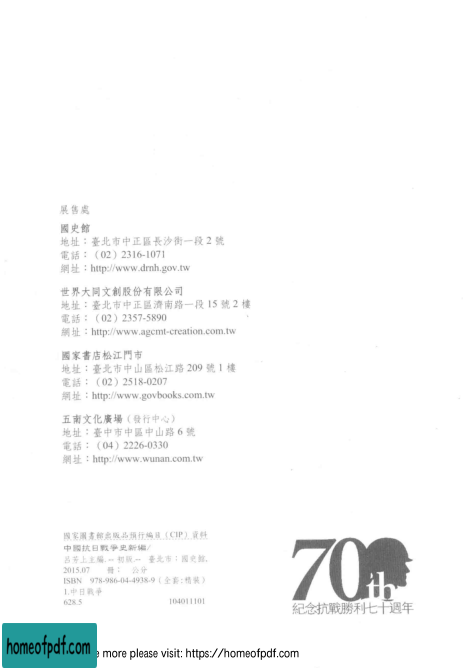 展售處
國史館
地址：臺北市中正區長沙街一段 2 號
電話：（02）2316-1071
網址：http://www.drnh.gov.tw
世界大同文創股份有限公司
地址：臺北市中正區濟南路一段 15 號 2 樓
電話：（02）2357-5890
網址：http://www.agcmt-creation.com.tw
國家書店松江門市
地址：臺北市中山區松江路 209 號 1 樓
電話：（02）2518-0207
網址：http://www.govbooks.com.tw
五南文化廣場（發行中心）
地址：臺中市中區中山路 6 號
電話：（04）2226-0330
網址：http://www.wunan.com.tw
國家圖書館出版品預行編目（CIP）資料
中國抗日戰爭史新編/
呂芳上主編.-- 初版.-- 臺北市：國史館,
2015.07 冊； 公分
ISBN 978-986-04-4938-9（全套:精裝）
1.中日戰爭
628.5 104011101
70th
紀念抗戰勝利七十週年
homeofpdf.com
e more please visit: https://homeofpdf.com